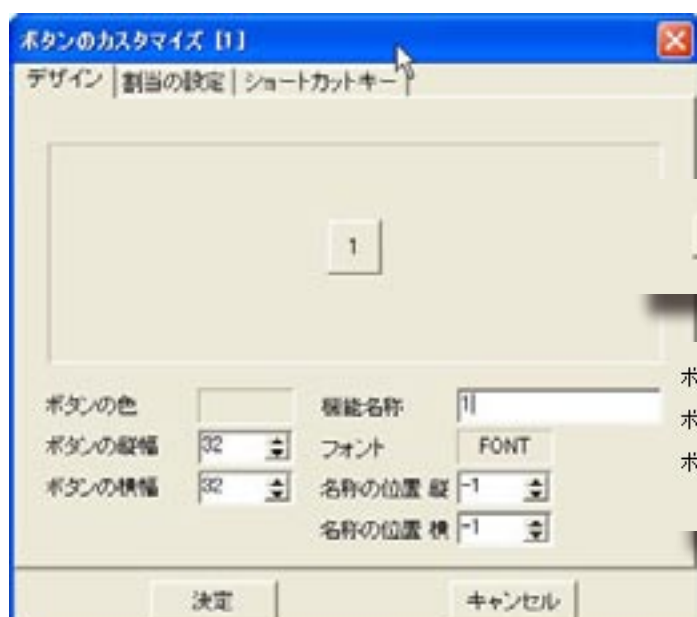 ボタンのカスタマイズ [1]
デザイン 割当の設定 ショートカットキー
1
ボタンの色 機能名称 1
ボタンの縦幅 32 フォント FONT
ボタンの横幅 32 名称の位置 縦 -1
名称の位置 横 -1
決定 キャンセル
ボ
ボ
ボ